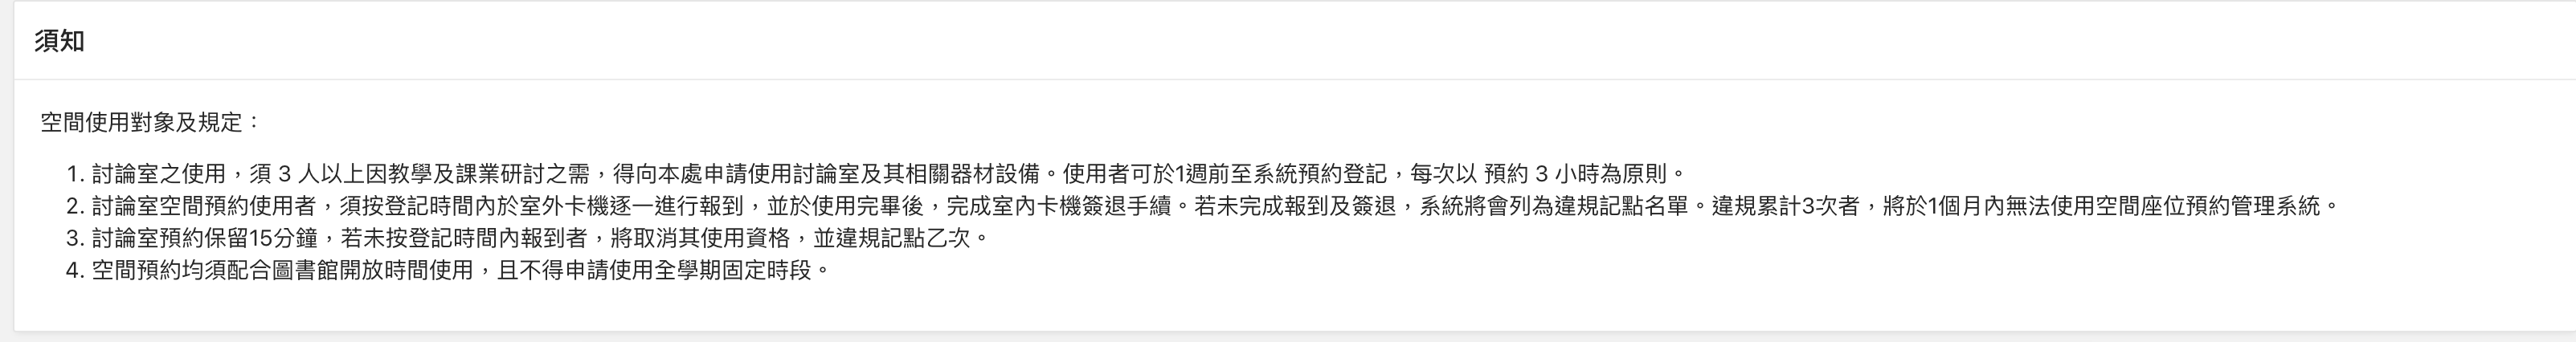 須知
空間使用對象及規定：
1. 討論室之使用，須 3 人以上因教學及課業研討之需，得向本處申請使用討論室及其相關器材設備。使用者可於1週前至系統預約登記，每次以 預約 3 小時為原則。
2. 討論室空間預約使用者，須按登記時間內於室外卡機逐一進行報到，並於使用完畢後，完成室內卡機簽退手續。若未完成報到及簽退，系統將會列為違規記點名單。違規累計3次者，將於1個月內無法使用空間座位預約管理系統。
3. 討論室預約保留15分鐘，若未按登記時間內報到者，將取消其使用資格，並違規記點乙次。
4. 空間預約均須配合圖書館開放時間使用，且不得申請使用全學期固定時段。